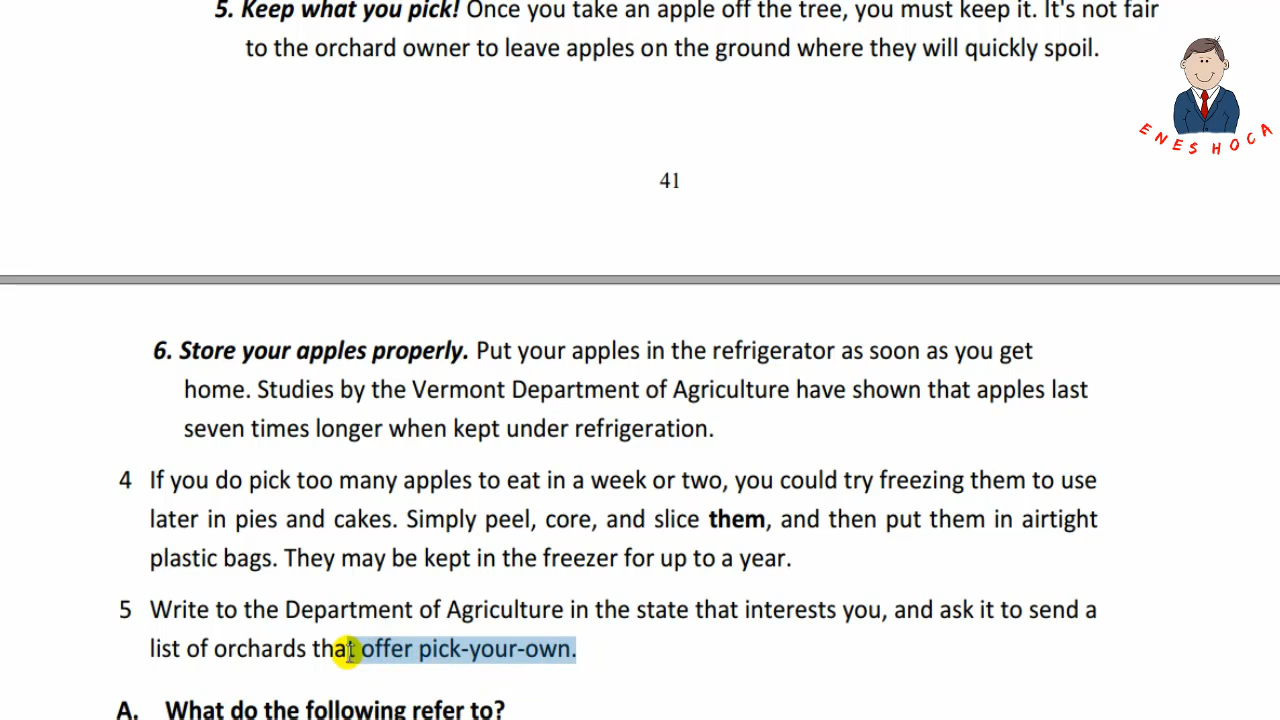 5. Keep what you pick! Once you take an apple off the tree, you must keep it. It's not fair
to the orchard owner to leave apples on the ground where they will quickly spoil.
ENES HOCA
41
6. Store your apples properly. Put your apples in the refrigerator as soon as you get
home. Studies by the Vermont Department of Agriculture have shown that apples last
seven times longer when kept under refrigeration.
4 If you do pick too many apples to eat in a week or two, you could try freezing them to use
later in pies and cakes. Simply peel, core, and slice them, and then put them in airtight
plastic bags. They may be kept in the freezer for up to a year.
5 Write to the Department of Agriculture in the state that interests you, and ask it to send a
list of orchards that offer pick-your-own.
A. What do the following refer to?